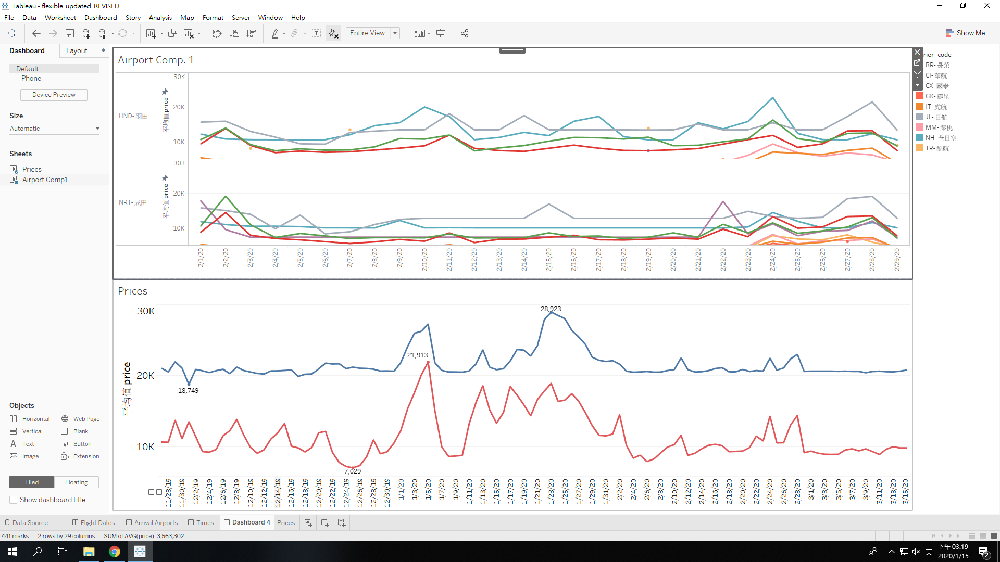 Tableau - flexible_updated_REVISED
File Data Worksheet Dashboard Story Analysis Map Format Server Window Help
Entire View
Show Me
Dashboard Layout
Default
Phone
Device Preview
Size
Automatic
Sheets
Prices
Airport Comp1
Objects
Horizontal Web Page
Vertical Blank
Text Button
Image Extension
Tiled Floating
Show dashboard title
Airport Comp. 1
HND- 羽田
平均值 price
30K
20K
10K
NRT- 成田
平均值 price
30K
20K
10K
2/1/20 2/2/20 2/3/20 2/4/20 2/5/20 2/6/20 2/7/20 2/8/20 2/9/20 2/10/20 2/11/20 2/12/20 2/13/20 2/14/20 2/15/20 2/16/20 2/17/20 2/18/20 2/19/20 2/20/20 2/21/20 2/22/20 2/23/20 2/24/20 2/25/20 2/26/20 2/27/20 2/28/20 2/29/20
rrier_code
BR- 長榮
CI- 華航
CX- 國泰
GK- 捷星
IT- 虎航
JL- 日航
MM- 樂桃
NH- 全日空
TR- 酷航
Prices
平均值 price
30K
20K
10K
28,923
21,913
18,749
7,029
11/28/19 11/30/19 12/2/19 12/4/19 12/6/19 12/8/19 12/10/19 12/12/19 12/14/19 12/16/19 12/18/19 12/20/19 12/22/19 12/24/19 12/26/19 12/28/19 12/30/19 1/1/20 1/3/20 1/5/20 1/7/20 1/9/20 1/11/20 1/13/20 1/15/20 1/17/20 1/19/20 1/21/20 1/23/20 1/25/20 1/27/20 1/29/20 1/31/20 2/2/20 2/4/20 2/6/20 2/8/20 2/10/20 2/12/20 2/14/20 2/16/20 2/18/20 2/20/20 2/22/20 2/24/20 2/26/20 2/28/20 3/1/20 3/3/20 3/5/20 3/7/20 3/9/20 3/11/20 3/13/20 3/15/20
Data Source Flight Dates Arrival Airports Times Dashboard 4 Prices
441 marks 2 rows by 29 columns SUM of AVG(price): 3,563,302
英
下午 03:19
2020/1/15
2